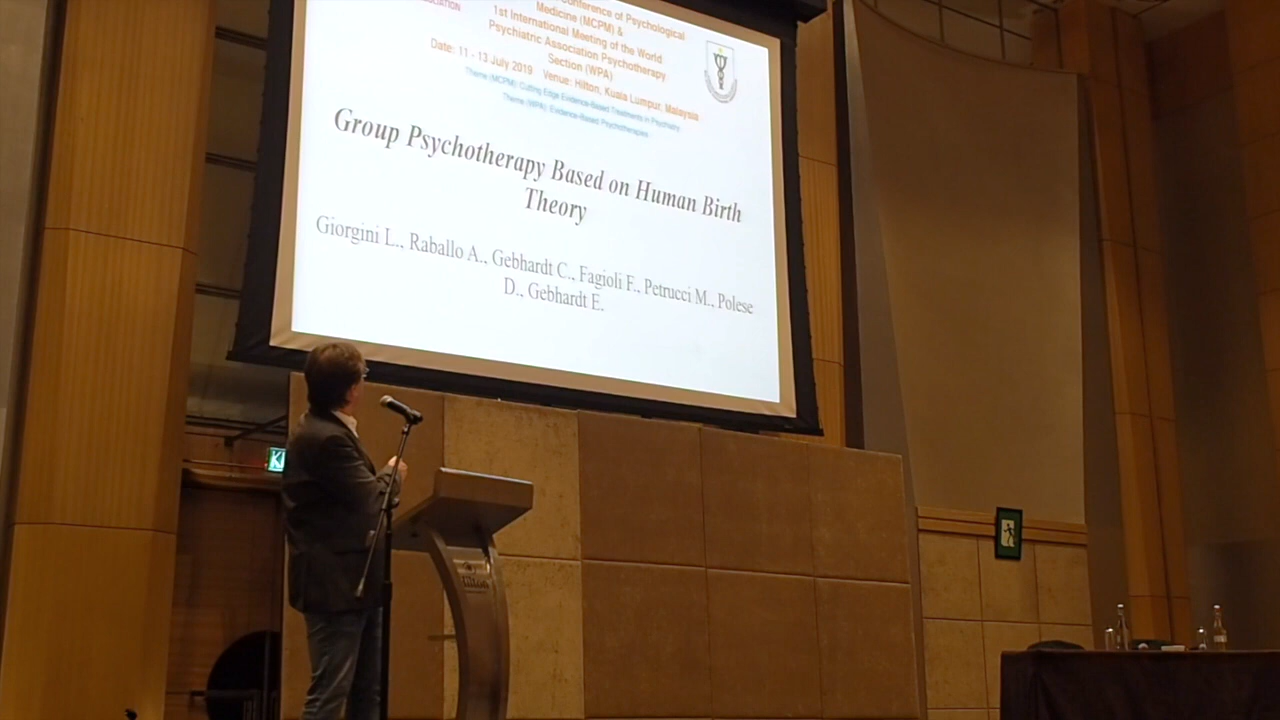 ASSOCIATION
Conference of Psychological
Medicine (MCPM) &
1st International Meeting of the World
Psychiatric Association Psychotherapy
Section (WPA)
Date: 11 - 13 July 2019 Venue: Hilton, Kuala Lumpur, Malaysia
Theme (MCPM): Cutting Edge Evidence-Based Treatments in Psychiatry
Theme (WPA): Evidence-Based Psychotherapies
Group Psychotherapy Based on Human Birth
Theory
Giorgini L., Raballo A., Gebhardt C., Fagioli F., Petrucci M., Polese
D., Gebhardt E.
Hilton